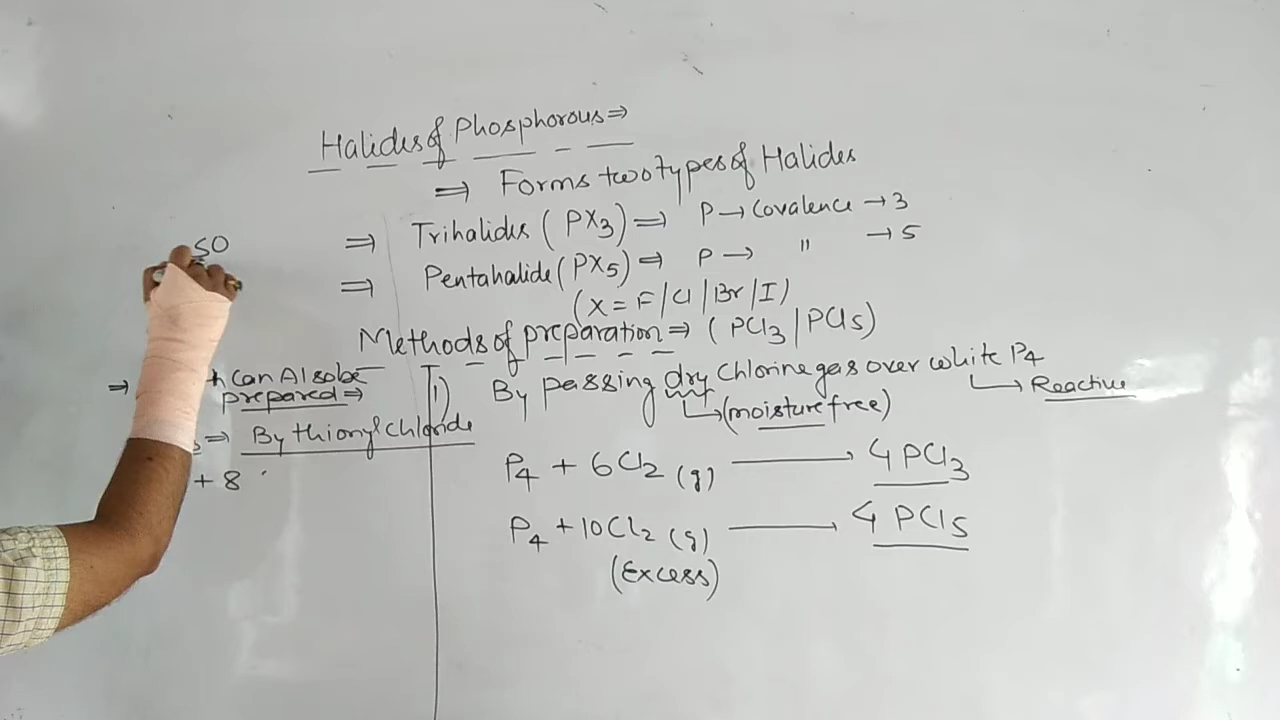 Halides of Phosphorous ⇒
⇒ Forms two types of Halides
⇒ Trihalides (PX3) ⇒ P → Covalence → 3
⇒ Pentahalide (PX5) ⇒ P → " → 5
(X = F/Cl/Br/I)
Methods of preparation ⇒ (PCl3/PCl5)
1) By passing dry Chlorine gas over white P4
↳ (moisture free)
↳ Reactive
P4 + 6Cl2 (g) → 4 PCl3
P4 + 10Cl2 (g) → 4 PCl5
(Excess)
SO
⇒ Can Also be
prepared ⇒
⇒ By thionyl chloride
+ 8